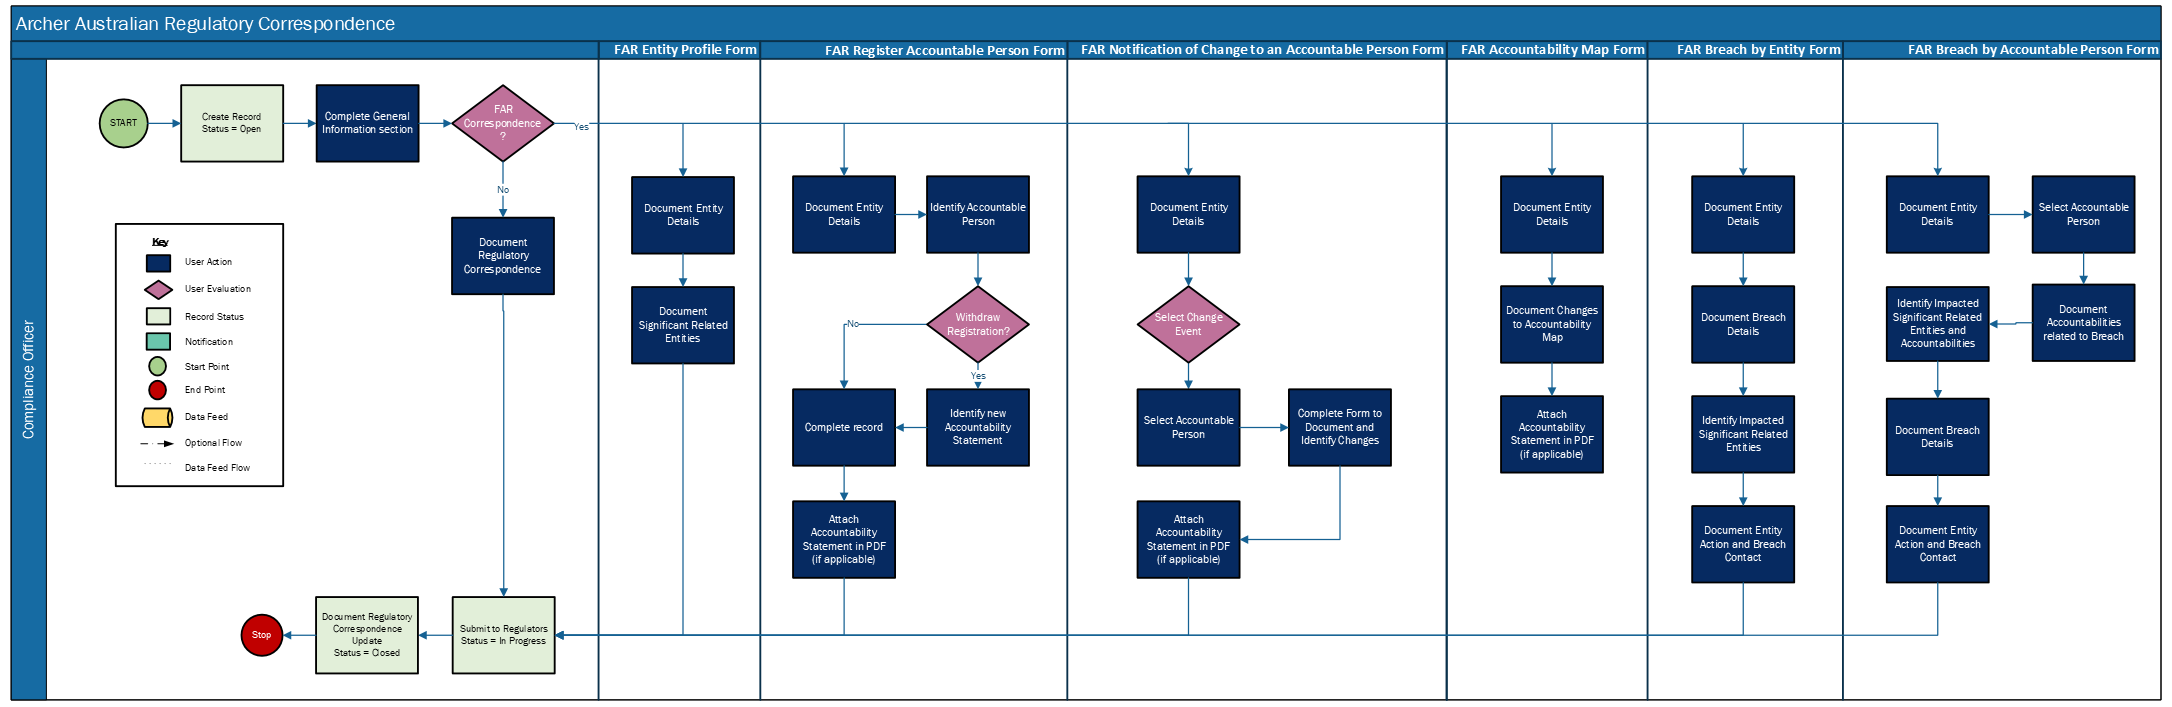 Archer Australian Regulatory Correspondence
FAR Entity Profile Form
FAR Register Accountable Person Form
FAR Notification of Change to an Accountable Person Form
FAR Accountability Map Form
FAR Breach by Entity Form
FAR Breach by Accountable Person Form
Compliance Officer
START
Create Record
Status = Open
Complete General
Information section
FAR
Correspondence
?
Yes
No
Document
Regulatory
Correspondence
Key
User Action
User Evaluation
Record Status
Notification
Start Point
End Point
Data Feed
Optional Flow
Data Feed Flow
Stop
Document Regulatory
Correspondence
Update
Status = Closed
Submit to Regulators
Status = In Progress
Document Entity
Details
Document
Significant Related
Entities
Document Entity
Details
Identify Accountable
Person
Withdraw
Registration?
No
Yes
Complete record
Identify new
Accountability
Statement
Attach
Accountability
Statement in PDF
(if applicable)
Document Entity
Details
Select Change
Event
Select Accountable
Person
Complete Form to
Document and
Identify Changes
Attach
Accountability
Statement in PDF
(if applicable)
Document Entity
Details
Document Changes
to Accountability
Map
Attach
Accountability
Statement in PDF
(if applicable)
Document Entity
Details
Document Breach
Details
Identify Impacted
Significant Related
Entities
Document Entity
Action and Breach
Contact
Document Entity
Details
Select Accountable
Person
Identify Impacted
Significant Related
Entities and
Accountabilities
Document
Accountabilities
related to Breach
Document Breach
Details
Document Entity
Action and Breach
Contact